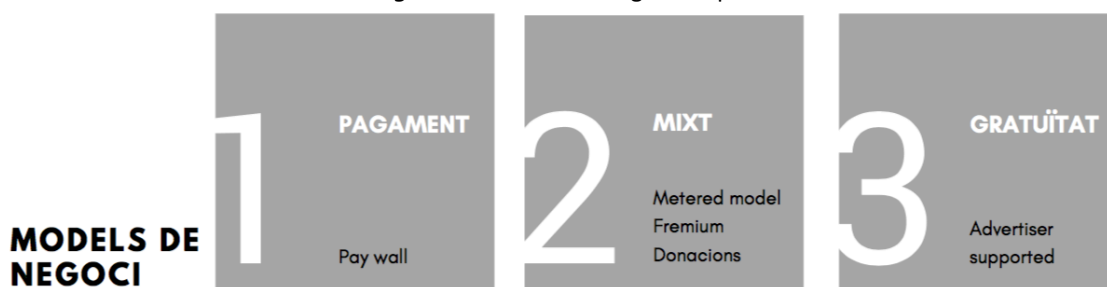 MODELS DE
NEGOCI
1
PAGAMENT
Pay wall
2
MIXT
Metered model
Fremium
Donacions
3
GRATUÏTAT
Advertiser
supported